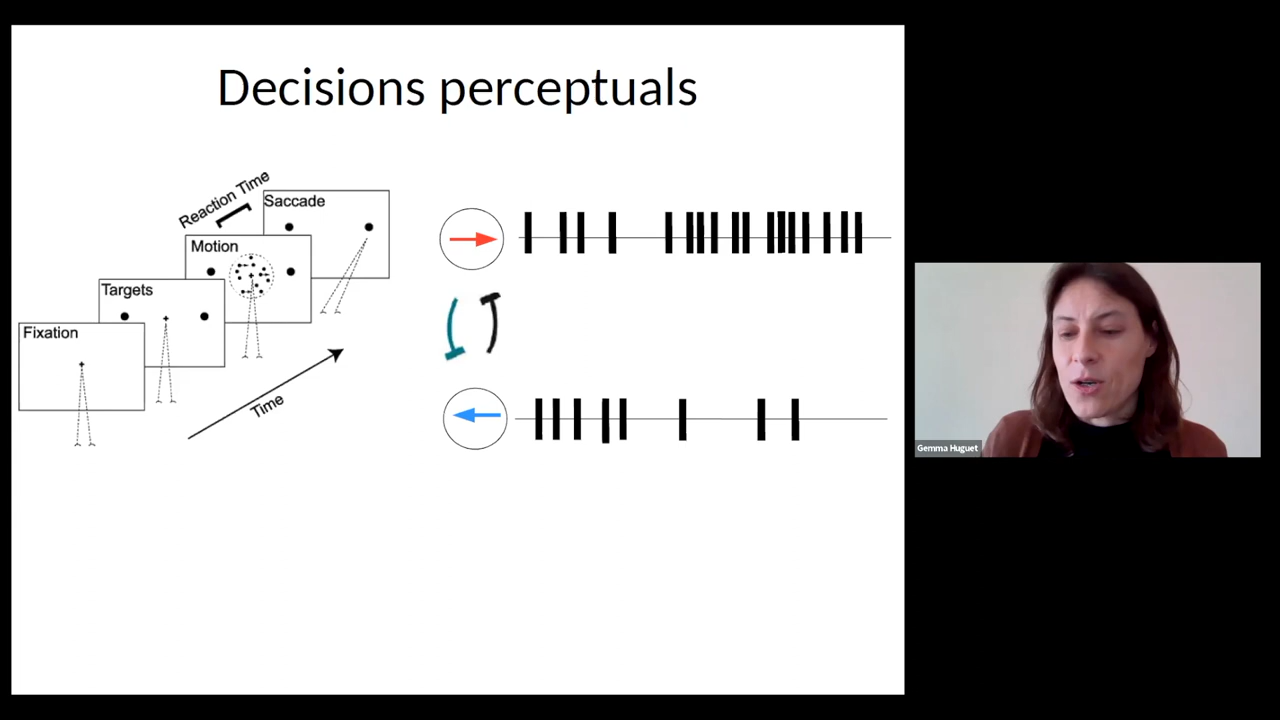 Decisions perceptuals
Reaction Time
Saccade
Motion
Targets
Fixation
Time
Gemma Huguet